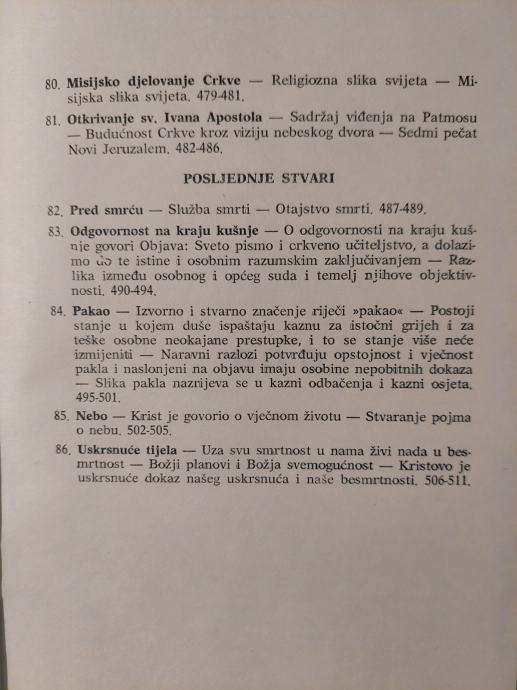 80. Misijsko djelovanje Crkve — Religiozna slika svijeta — Mi-
sijska slika svijeta. 479-481.
81. Otkrivanje sv. Ivana Apostola — Sadržaj viđenja na Patmosu
— Budućnost Crkve kroz viziju nebeskog dvora — Sedmi pečat
Novi Jeruzalem. 482-486.
POSLJEDNJE STVARI
82. Pred smrću — Služba smrti — Otajstvo smrti. 487-489.
83. Odgovornost na kraju kušnje — O odgovornosti na kraju kuš-
nje govori Objava: Sveto pismo i crkveno učiteljstvo, a dolazi-
mo do te istine i osobnim razumskim zaključivanjem — Raz-
lika između osobnog i općeg suda i temelj njihove objektiv-
nosti. 490-494.
84. Pakao — Izvorno i stvarno značenje riječi »pakao« — Postoji
stanje u kojem duše ispaštaju kaznu za istočni grijeh i za
teške osobne neokajane prestupke, i to se stanje više neće
izmijeniti — Naravni razlozi potvrđuju opstojnost i vječnost
pakla i naslonjeni na objavu imaju osobine nepobitnih dokaza
— Slika pakla nazrijeva se u kazni odbačenja i kazni osjeta.
495-501.
85. Nebo — Krist je govorio o vječnom životu — Stvaranje pojma
o nebu. 502-505.
86. Uskrsnuće tijela — Uza svu smrtnost u nama živi nada u bes-
mrtnost — Božji planovi i Božja svemogućnost — Kristovo je
uskrsnuće dokaz našeg uskrsnuća i naše besmrtnosti. 506-511.